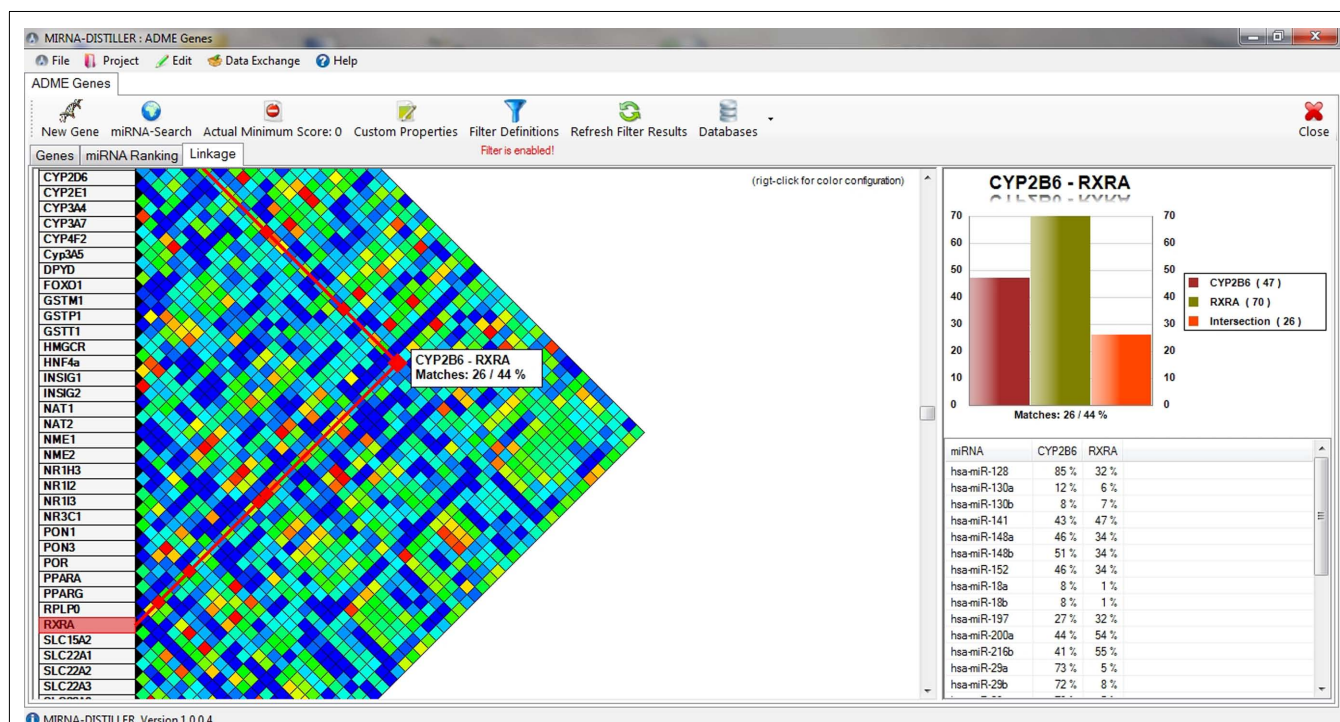 MIRNA-DISTILLER : ADME Genes
File Project Edit Data Exchange Help
ADME Genes
New Gene miRNA-Search Actual Minimum Score: 0 Custom Properties Filter Definitions Refresh Filter Results Databases Close
Filter is enabled!
Genes miRNA Ranking Linkage
CYP2D6
CYP2E1
CYP3A4
CYP3A7
CYP4F2
Cyp3A5
DPYD
FOXO1
GSTM1
GSTP1
GSTT1
HMGCR
HNF4a
INSIG1
INSIG2
NAT1
NAT2
NME1
NME2
NR1H3
NR1I2
NR1I3
NR3C1
PON1
PON3
POR
PPARA
PPARG
RPLP0
RXRA
SLC15A2
SLC22A1
SLC22A2
SLC22A3
(rigt-click for color configuration)
CYP2B6 - RXRA
Matches: 26 / 44 %
CYP2B6 - RXRA
70 70
60 60
50 50
40 40
30 30
20 20
10 10
0 0
CYP2B6 ( 47 )
RXRA ( 70 )
Intersection ( 26 )
Matches: 26 / 44 %
miRNA CYP2B6 RXRA
hsa-miR-128 85 % 32 %
hsa-miR-130a 12 % 6 %
hsa-miR-130b 8 % 7 %
hsa-miR-141 43 % 47 %
hsa-miR-148a 46 % 34 %
hsa-miR-148b 51 % 34 %
hsa-miR-152 46 % 34 %
hsa-miR-18a 8 % 1 %
hsa-miR-18b 8 % 1 %
hsa-miR-197 27 % 32 %
hsa-miR-200a 44 % 54 %
hsa-miR-216b 41 % 55 %
hsa-miR-29a 73 % 5 %
hsa-miR-29b 72 % 8 %
MIRNA-DISTILLER Version 1.0.0.4